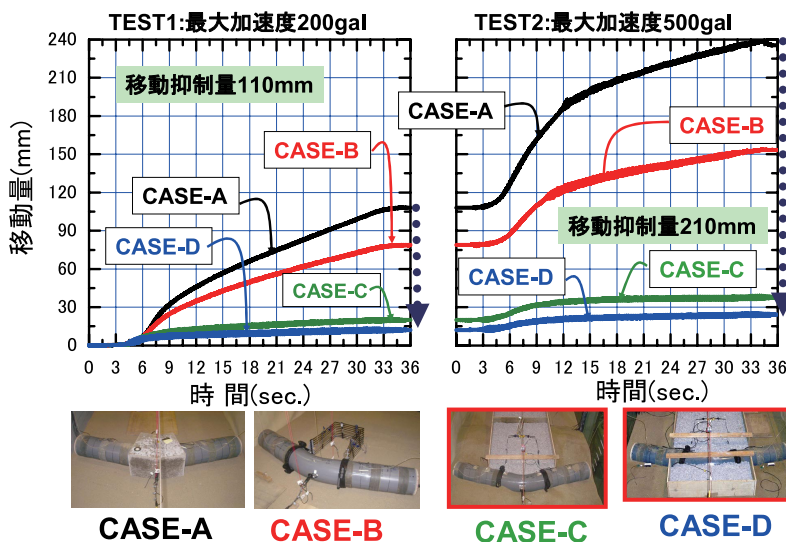 TEST1:最大加速度200gal
TEST2:最大加速度500gal
移動量(mm)
240
210
180
150
120
90
60
30
0
移動抑制量110mm
CASE-B
CASE-A
CASE-D
CASE-C
0 3 6 9 12 15 18 21 24 27 30 33 36
時 間(sec.)
CASE-A
CASE-B
移動抑制量210mm
CASE-C
CASE-D
0 3 6 9 12 15 18 21 24 27 30 33 36
時間(sec.)
CASE-A
CASE-B
CASE-C
CASE-D